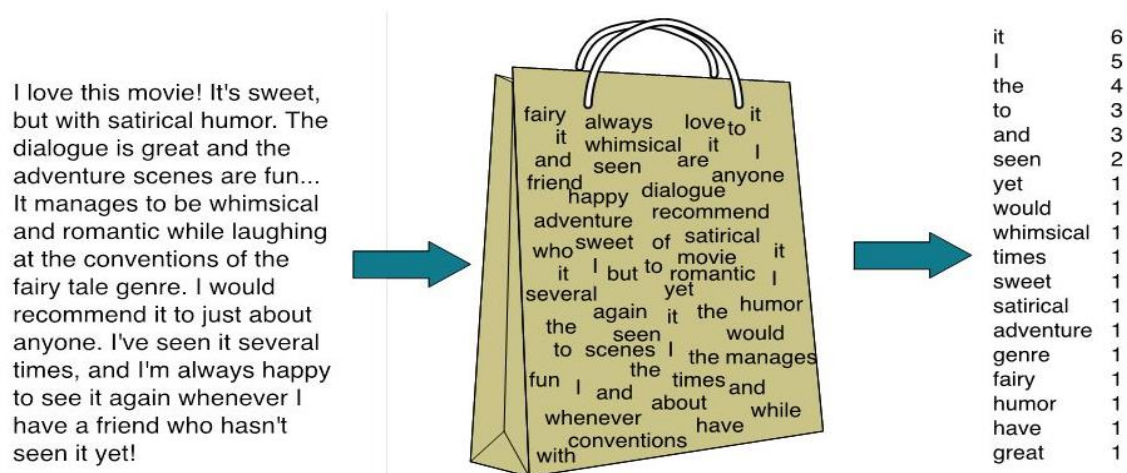 I love this movie! It's sweet,
but with satirical humor. The
dialogue is great and the
adventure scenes are fun...
It manages to be whimsical
and romantic while laughing
at the conventions of the
fairy tale genre. I would
recommend it to just about
anyone. I've seen it several
times, and I'm always happy
to see it again whenever I
have a friend who hasn't
seen it yet!
fairy always love to it
it whimsical it I
and seen are anyone
friend happy dialogue
adventure recommend
who sweet of satirical it
it I but to movie romantic I
several yet
again it the humor
the seen would
to scenes I the manages
fun the times and
I and about
whenever have while
conventions
with
it 6
I 5
the 4
to 3
and 3
seen 2
yet 1
would 1
whimsical 1
times 1
sweet 1
satirical 1
adventure 1
genre 1
fairy 1
humor 1
have 1
great 1